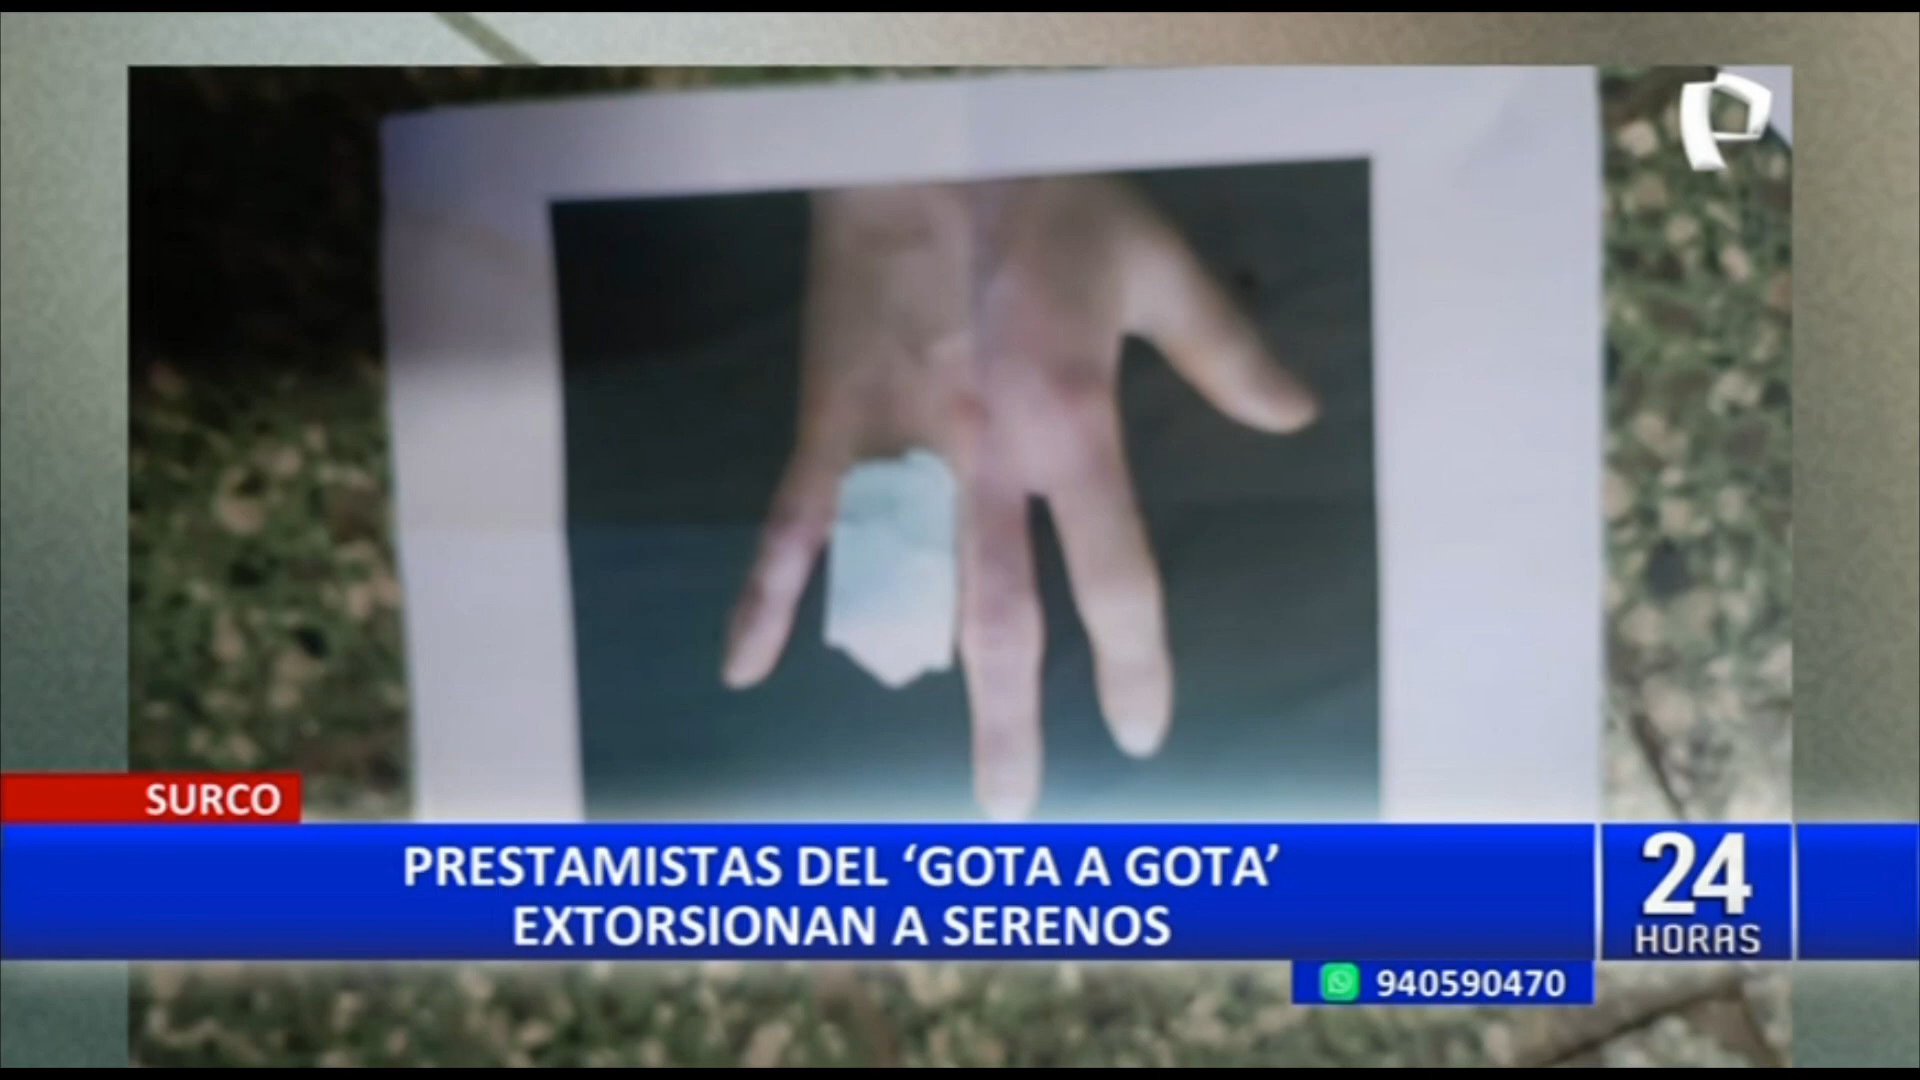 SURCO
PRESTAMISTAS DEL ‘GOTA A GOTA’
EXTORSIONAN A SERENOS
24
HORAS
940590470